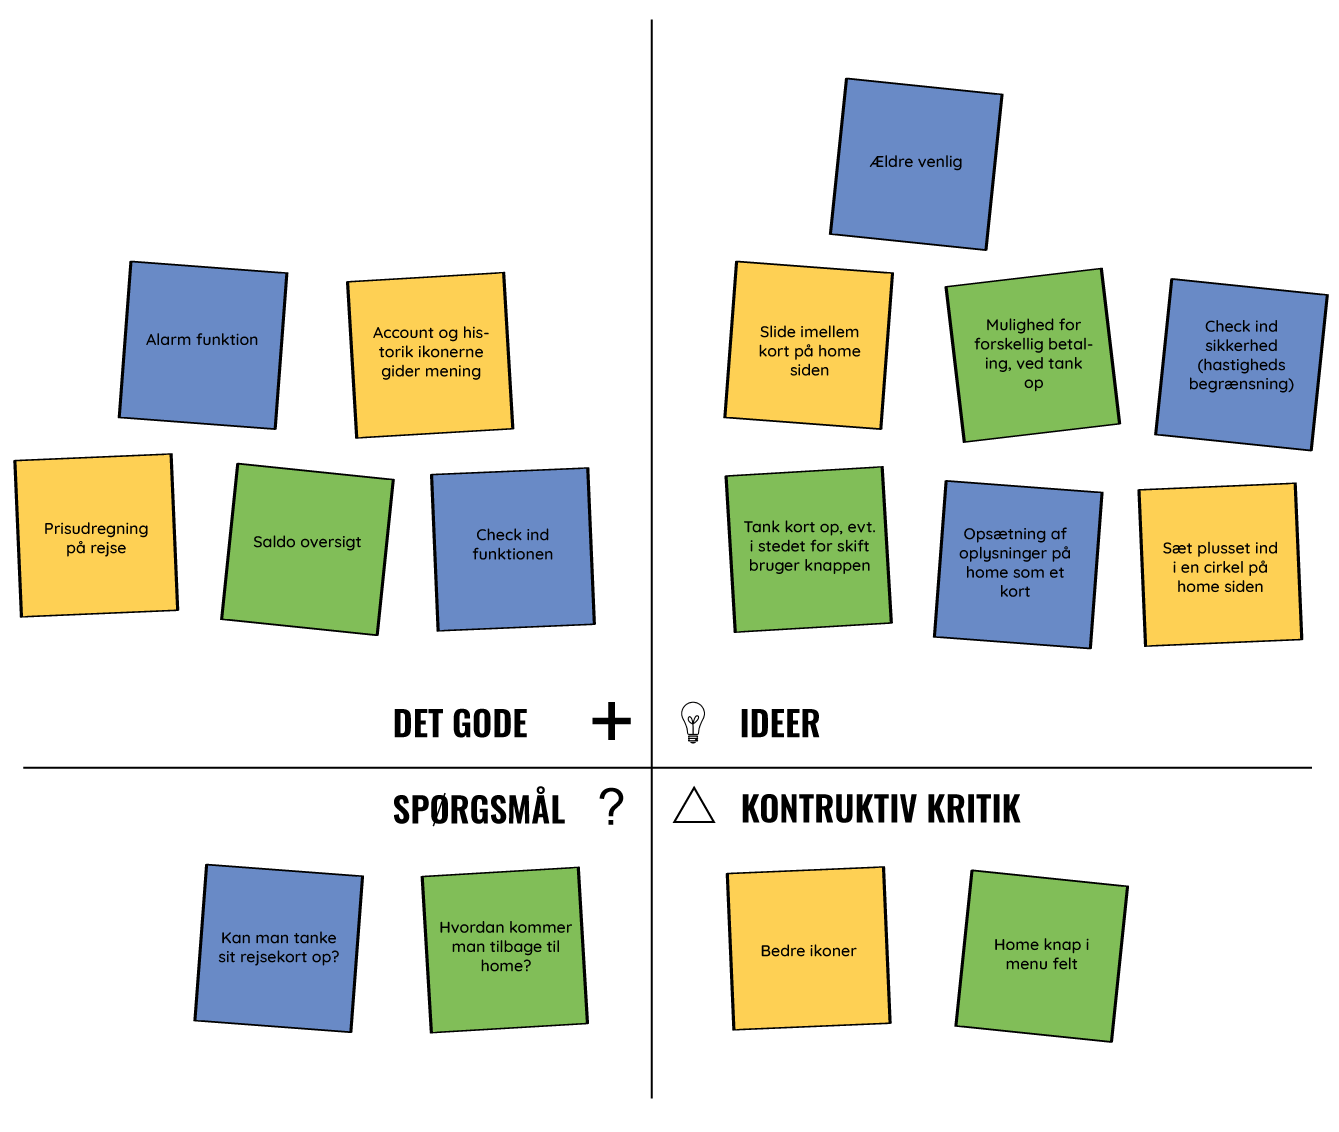 Alarm funktion
Account og his-
torik ikonerne
gider mening
Prisudregning
på rejse
Saldo oversigt
Check ind
funktionen
DET GODE
+
Ældre venlig
Slide imellem
kort på home
siden
Mulighed for
forskellig betal-
ing, ved tank
op
Check ind
sikkerhed
(hastigheds
begrænsning)
Tank kort op, evt.
i stedet for skift
bruger knappen
Opsætning af
oplysninger på
home som et
kort
Sæt plusset ind
i en cirkel på
home siden
IDEER
SPØRGSMÅL
?
Kan man tanke
sit rejsekort op?
Hvordan kommer
man tilbage til
home?
KONTRUKTIV KRITIK
Bedre ikoner
Home knap i
menu felt